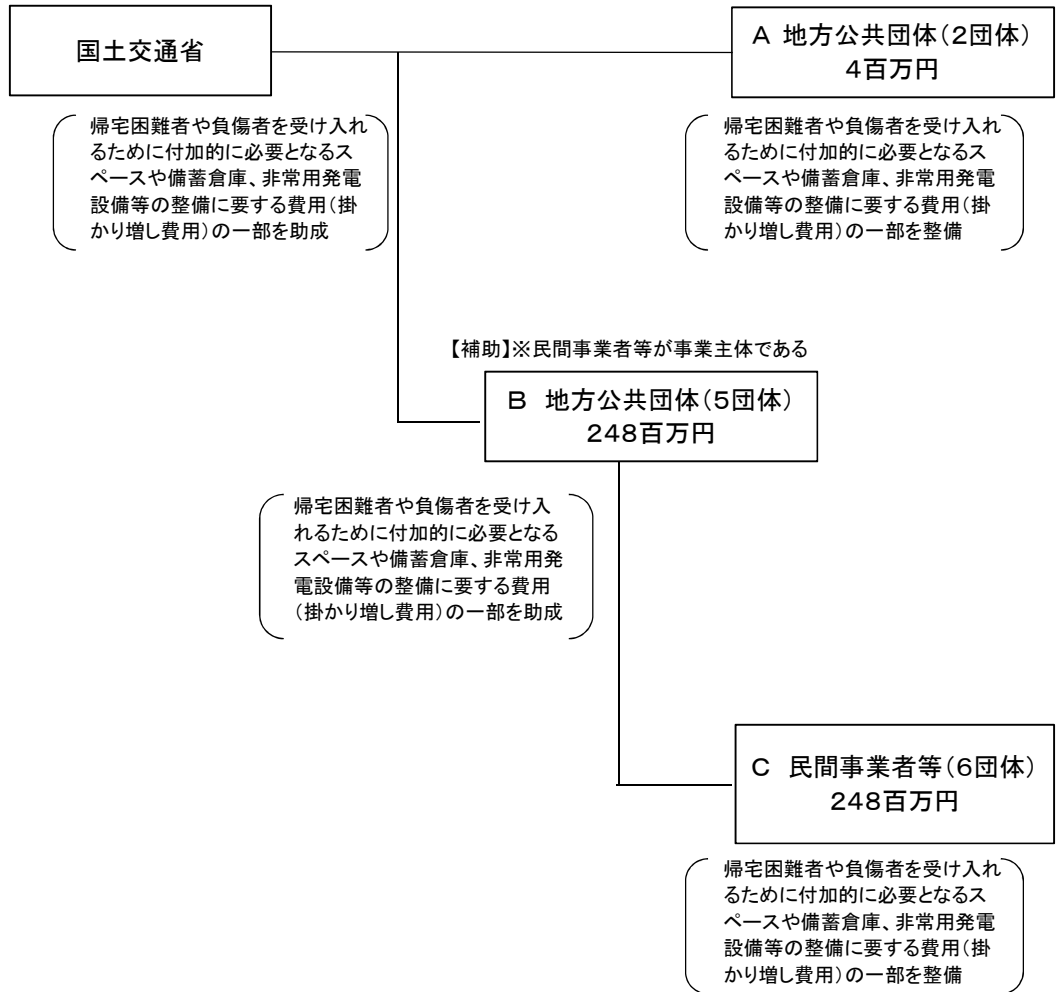 国土交通省
A 地方公共団体(2団体)
4百万円
帰宅困難者や負傷者を受け入れ
るために付加的に必要となるス
ペースや備蓄倉庫、非常用発電
設備等の整備に要する費用(掛
かり増し費用)の一部を助成
帰宅困難者や負傷者を受け入れ
るために付加的に必要となるス
ペースや備蓄倉庫、非常用発電
設備等の整備に要する費用(掛
かり増し費用)の一部を整備
【補助】※民間事業者等が事業主体である
B 地方公共団体(5団体)
248百万円
帰宅困難者や負傷者を受け入
れるために付加的に必要となる
スペースや備蓄倉庫、非常用発
電設備等の整備に要する費用
(掛かり増し費用)の一部を助成
C 民間事業者等(6団体)
248百万円
帰宅困難者や負傷者を受け入れ
るために付加的に必要となるス
ペースや備蓄倉庫、非常用発電
設備等の整備に要する費用(掛
かり増し費用)の一部を整備